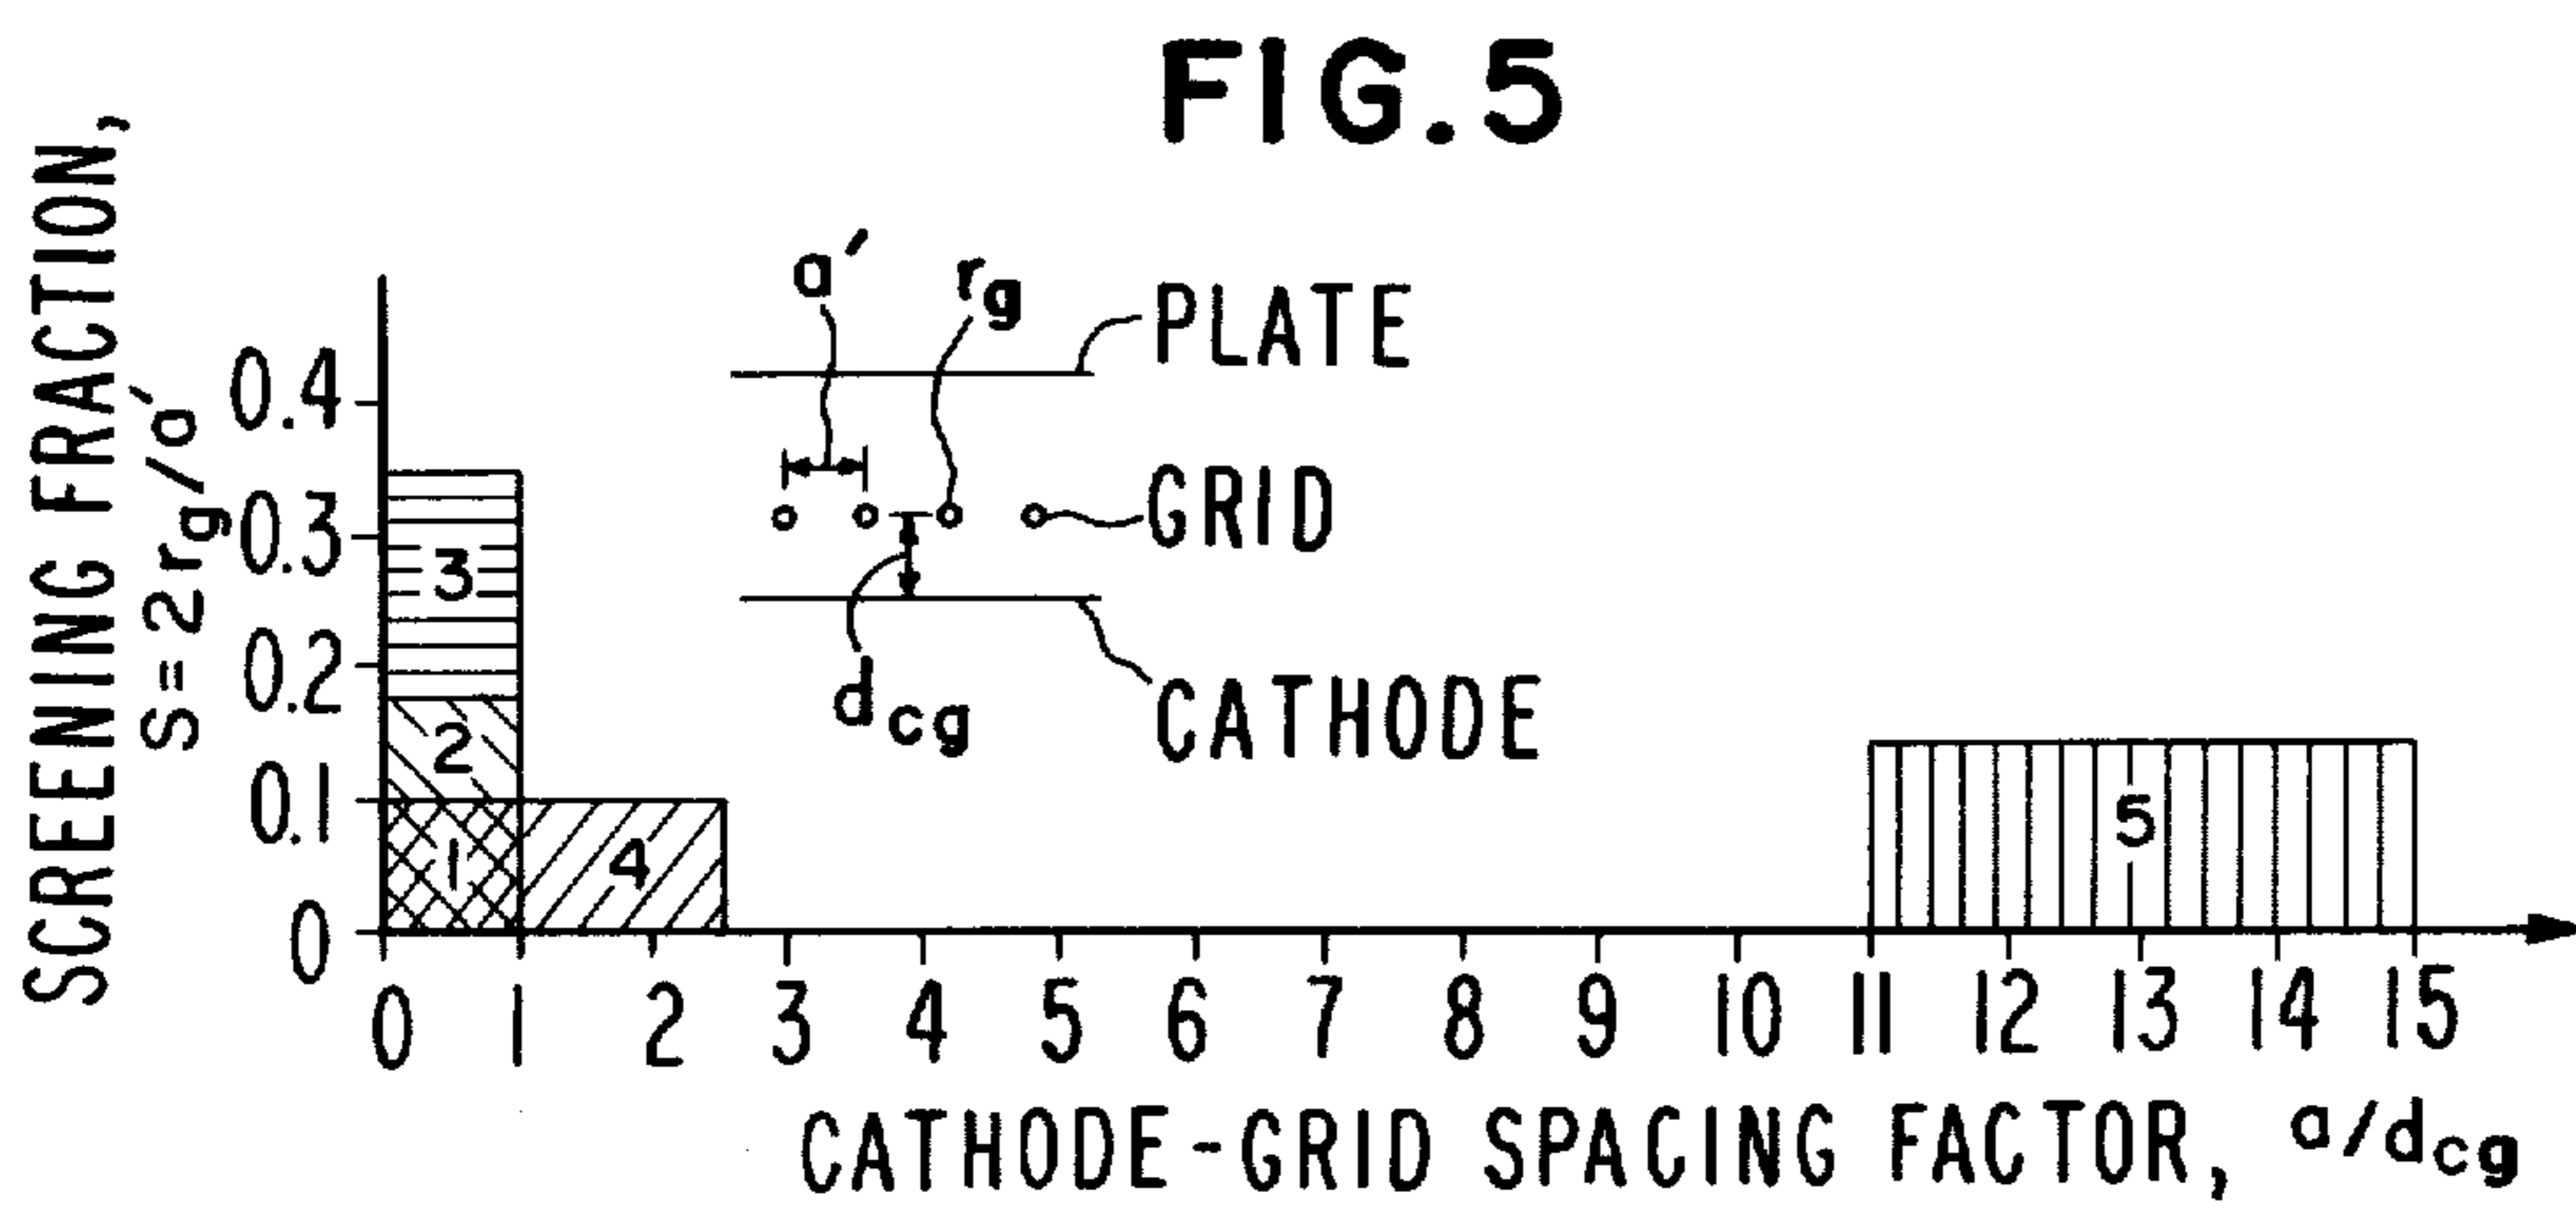 FIG.5
SCREENING FRACTION,
S=2rg/a′
0.4
0.3
0.2
0.1
0
a′
rg
PLATE
GRID
dcg
CATHODE
3
2
1
4
5
0 1 2 3 4 5 6 7 8 9 10 11 12 13 14 15
CATHODE-GRID SPACING FACTOR, a/dcg